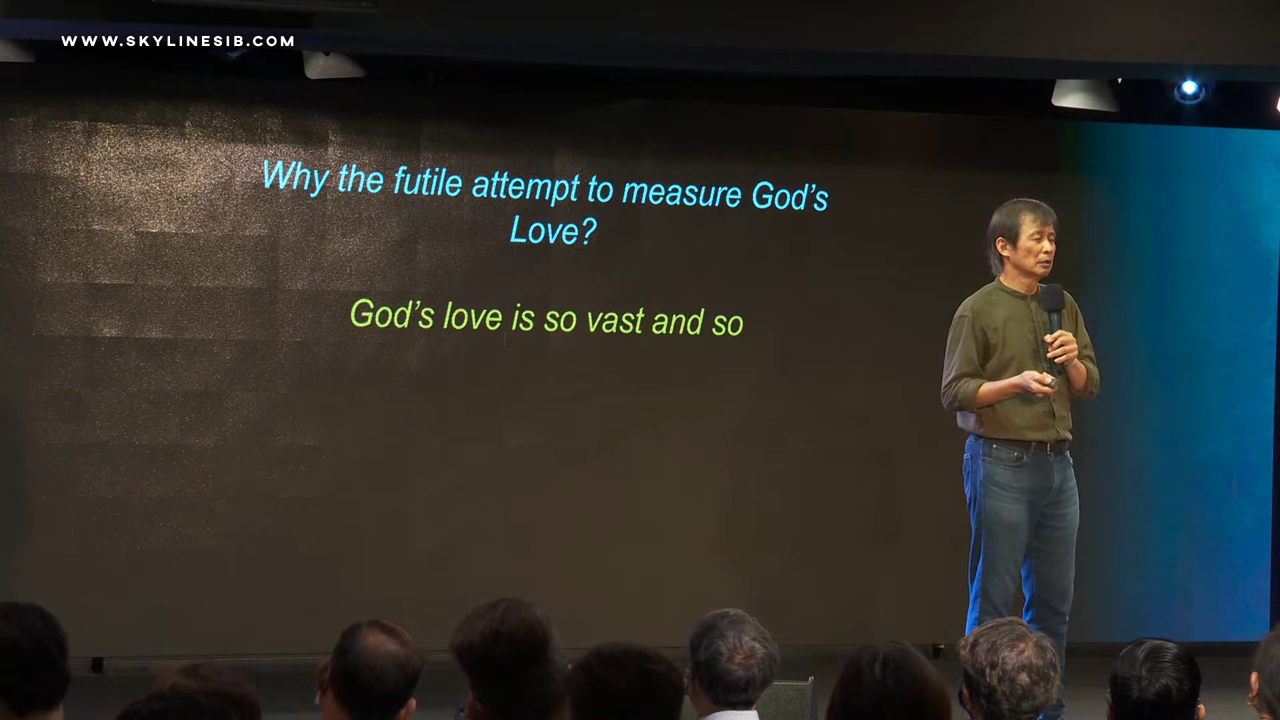 WWW.SKYLINESIB.COM
Why the futile attempt to measure God's
Love?
God's love is so vast and so